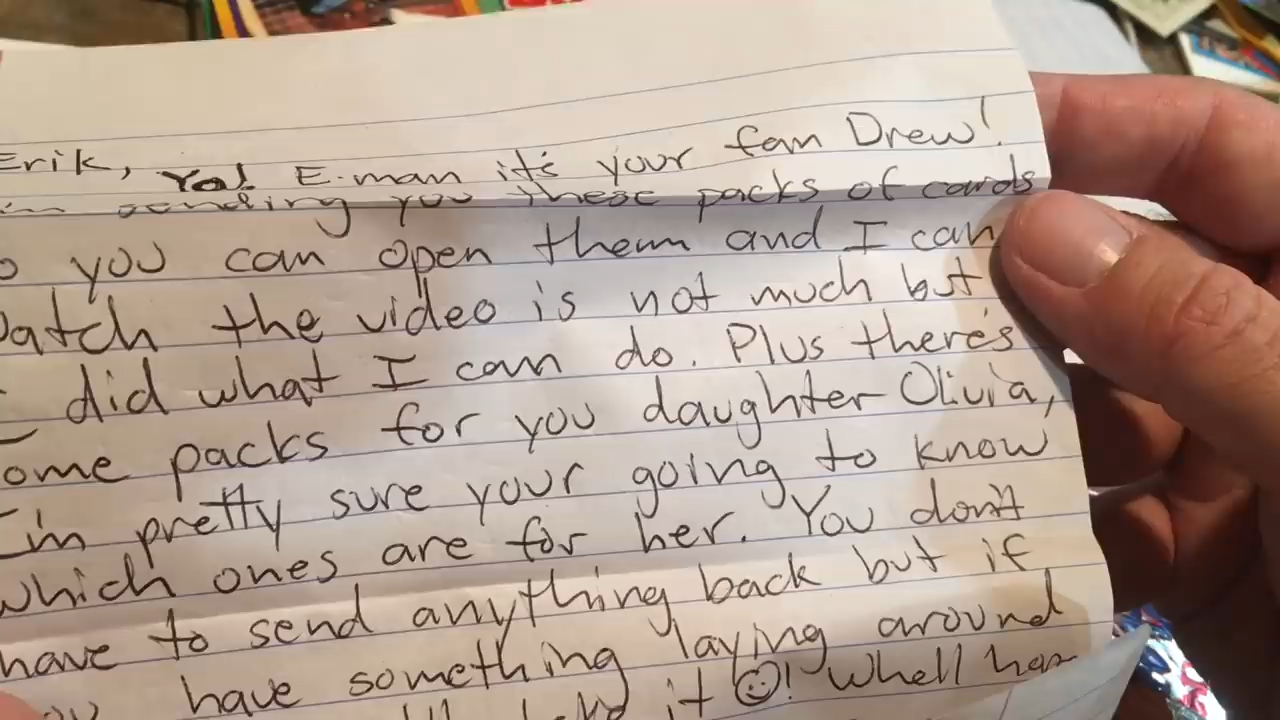 Erik, Yo! E-man it's your fam Drew!
sending you these packs of cards
you can open them and I can
watch the video is not much but
I did what I can do. Plus there's
some packs for you daughter Olivia,
I'm pretty sure your going to know
which ones are for her. You don't
have to send anything back but if
you have something laying around
it ☺! Whell